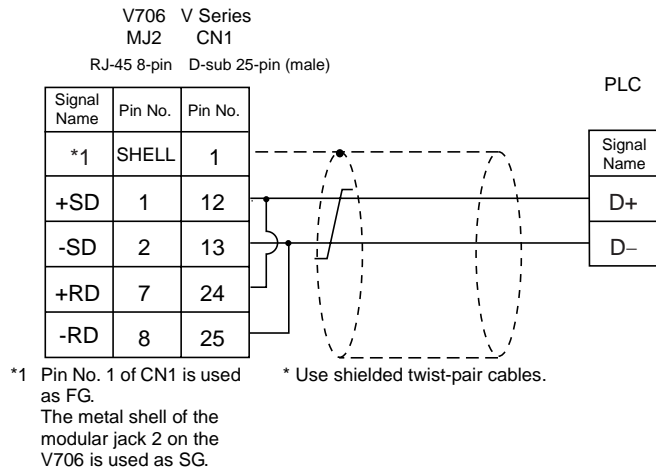 V706 V Series
MJ2 CN1
RJ-45 8-pin D-sub 25-pin (male)
PLC
Signal Name Pin No. Pin No.
*1 SHELL 1
+SD 1 12
-SD 2 13
+RD 7 24
-RD 8 25
Signal
Name
D+
D−
*1 Pin No. 1 of CN1 is used
as FG.
The metal shell of the
modular jack 2 on the
V706 is used as SG.
* Use shielded twist-pair cables.